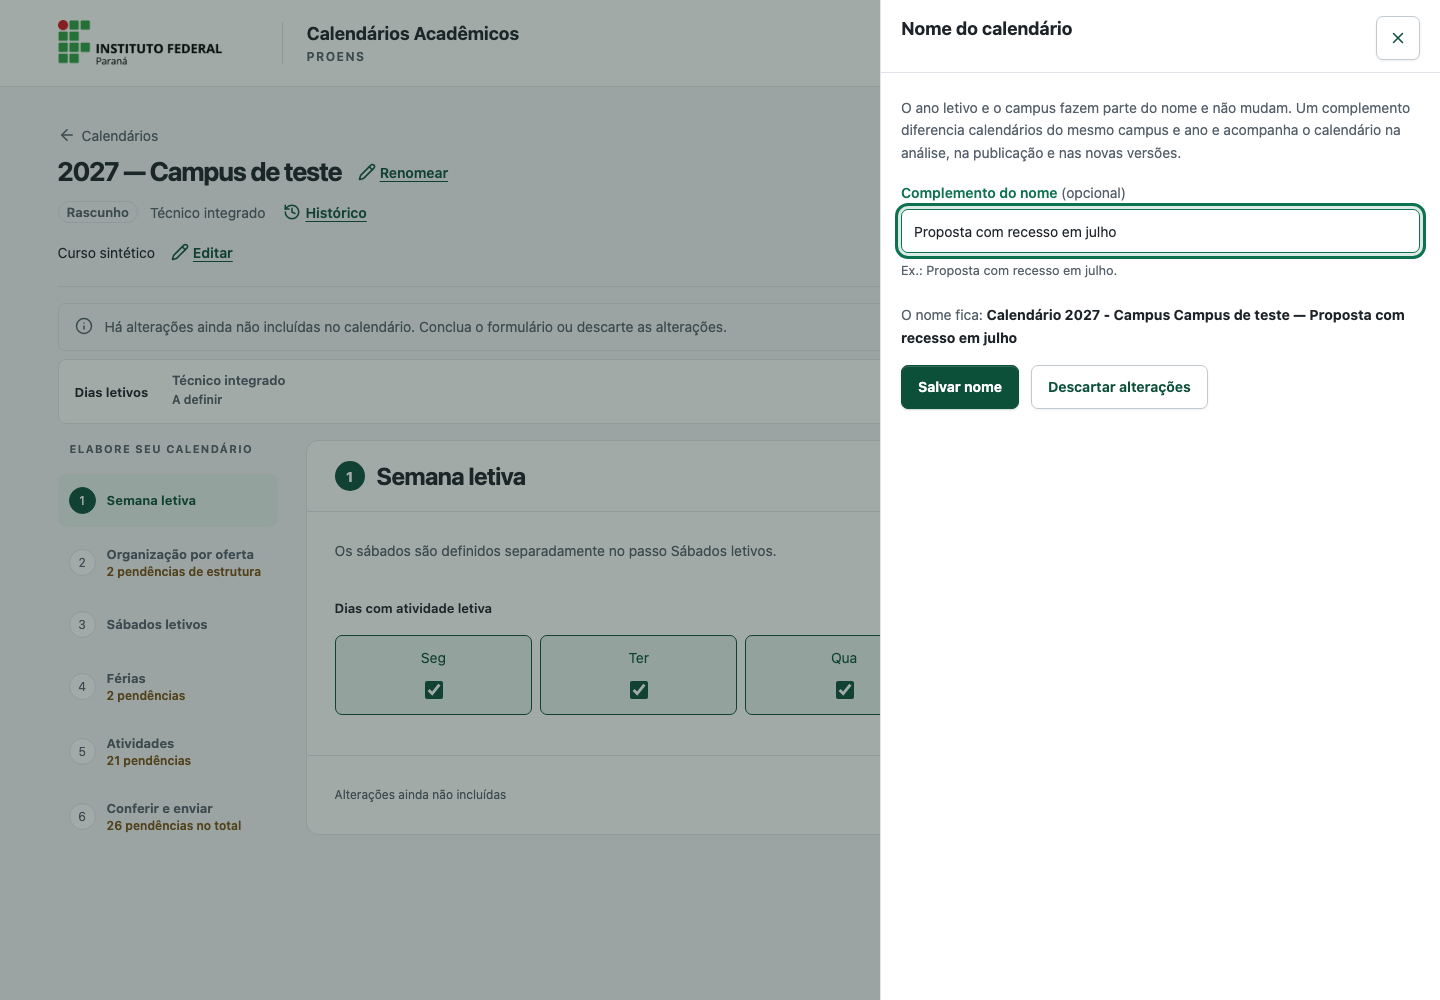 INSTITUTO FEDERAL
Paraná
Calendários Acadêmicos
PROENS
Calendários
2027 — Campus de teste
Renomear
Rascunho
Técnico integrado
Histórico
Curso sintético
Editar
Há alterações ainda não incluídas no calendário. Conclua o formulário ou descarte as alterações.
Dias letivos
Técnico integrado
A definir
ELABORE SEU CALENDÁRIO
1
Semana letiva
2
Organização por oferta
2 pendências de estrutura
3
Sábados letivos
4
Férias
2 pendências
5
Atividades
21 pendências
6
Conferir e enviar
26 pendências no total
1
Semana letiva
Os sábados são definidos separadamente no passo Sábados letivos.
Dias com atividade letiva
Seg
Ter
Qua
Alterações ainda não incluídas
Nome do calendário
O ano letivo e o campus fazem parte do nome e não mudam. Um complemento
diferencia calendários do mesmo campus e ano e acompanha o calendário na
análise, na publicação e nas novas versões.
Complemento do nome (opcional)
Proposta com recesso em julho
Ex.: Proposta com recesso em julho.
O nome fica: Calendário 2027 - Campus Campus de teste — Proposta com
recesso em julho
Salvar nome
Descartar alterações